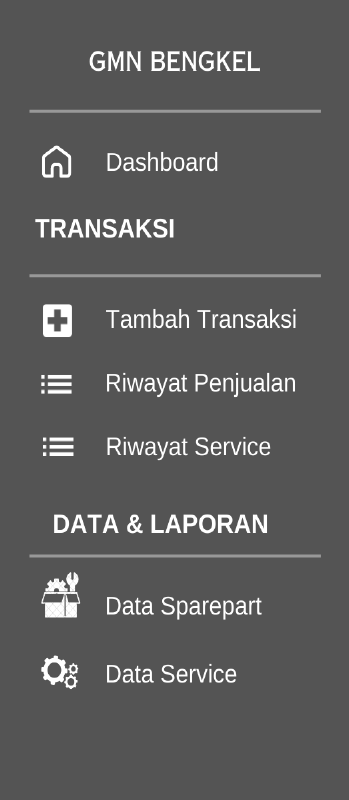 GMN BENGKEL
Dashboard
TRANSAKSI
Tambah Transaksi
Riwayat Penjualan
Riwayat Service
DATA & LAPORAN
Data Sparepart
Data Service